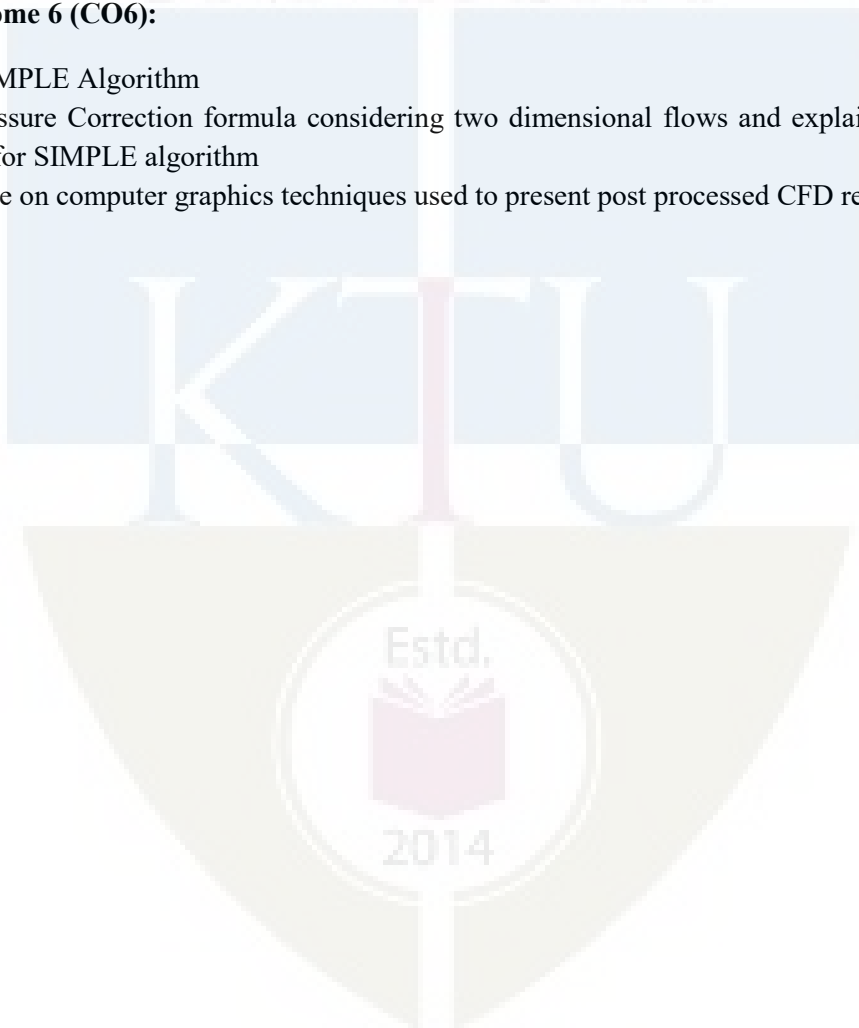 ome 6 (CO6):
MPLE Algorithm
ssure Correction formula considering two dimensional flows and explai
for SIMPLE algorithm
e on computer graphics techniques used to present post processed CFD re
KTU
Estd.
2014